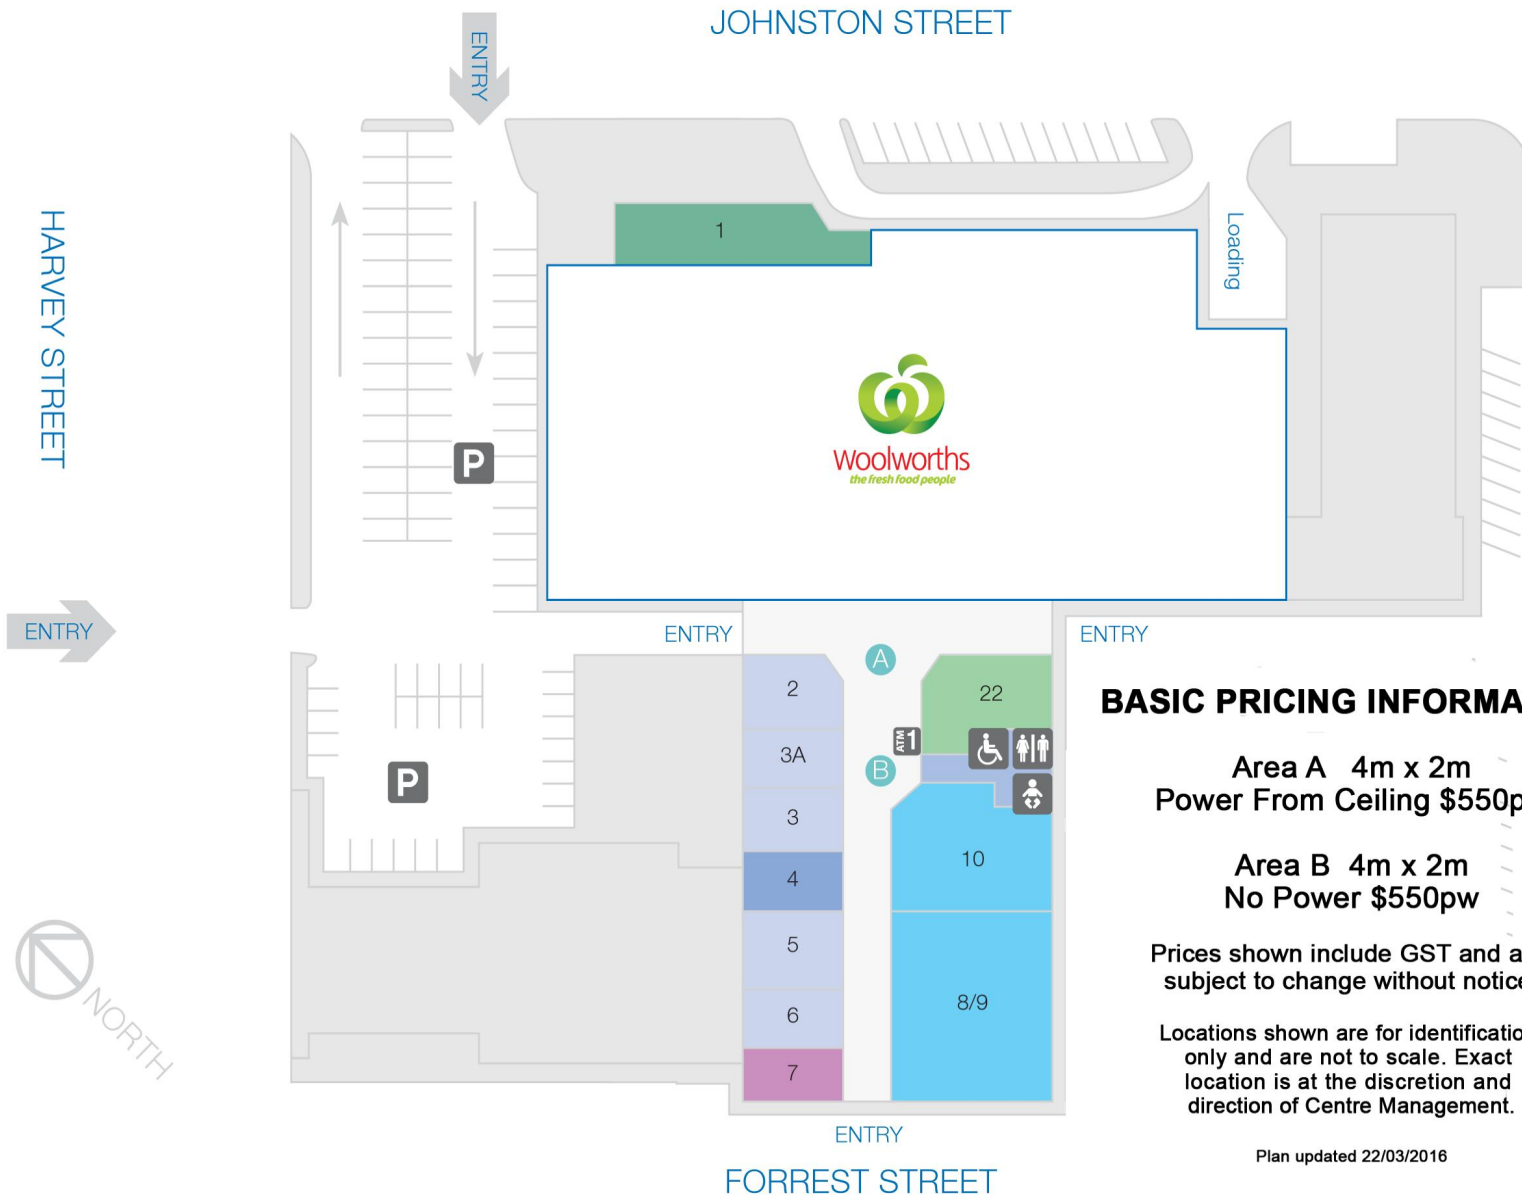 JOHNSTON STREET
ENTRY
HARVEY STREET
1
Loading
Woolworths
the fresh food people
P
ENTRY
ENTRY
ENTRY
A
2
22
ATM 1
3A
B
P
3
10
4
5
8/9
6
7
NORTH
ENTRY
FORREST STREET
BASIC PRICING INFORMA
Area A 4m x 2m
Power From Ceiling $550p
Area B 4m x 2m
No Power $550pw
Prices shown include GST and a
subject to change without notice
Locations shown are for identificatio
only and are not to scale. Exact
location is at the discretion and
direction of Centre Management.
Plan updated 22/03/2016